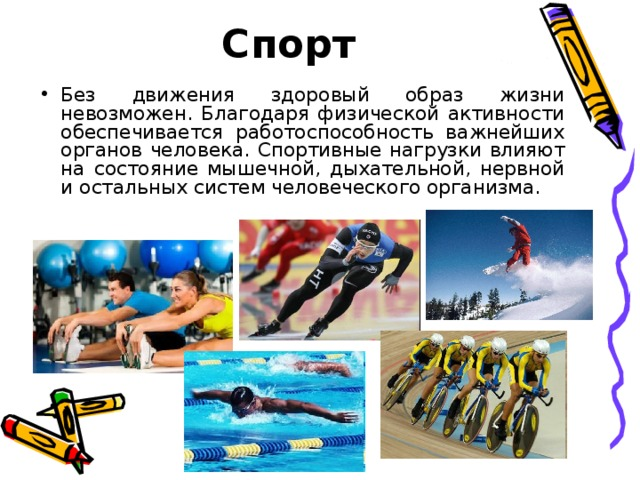 Спорт
• Без движения здоровый образ жизни
невозможен. Благодаря физической активности
обеспечивается работоспособность важнейших
органов человека. Спортивные нагрузки влияют
на состояние мышечной, дыхательной, нервной
и остальных систем человеческого организма.